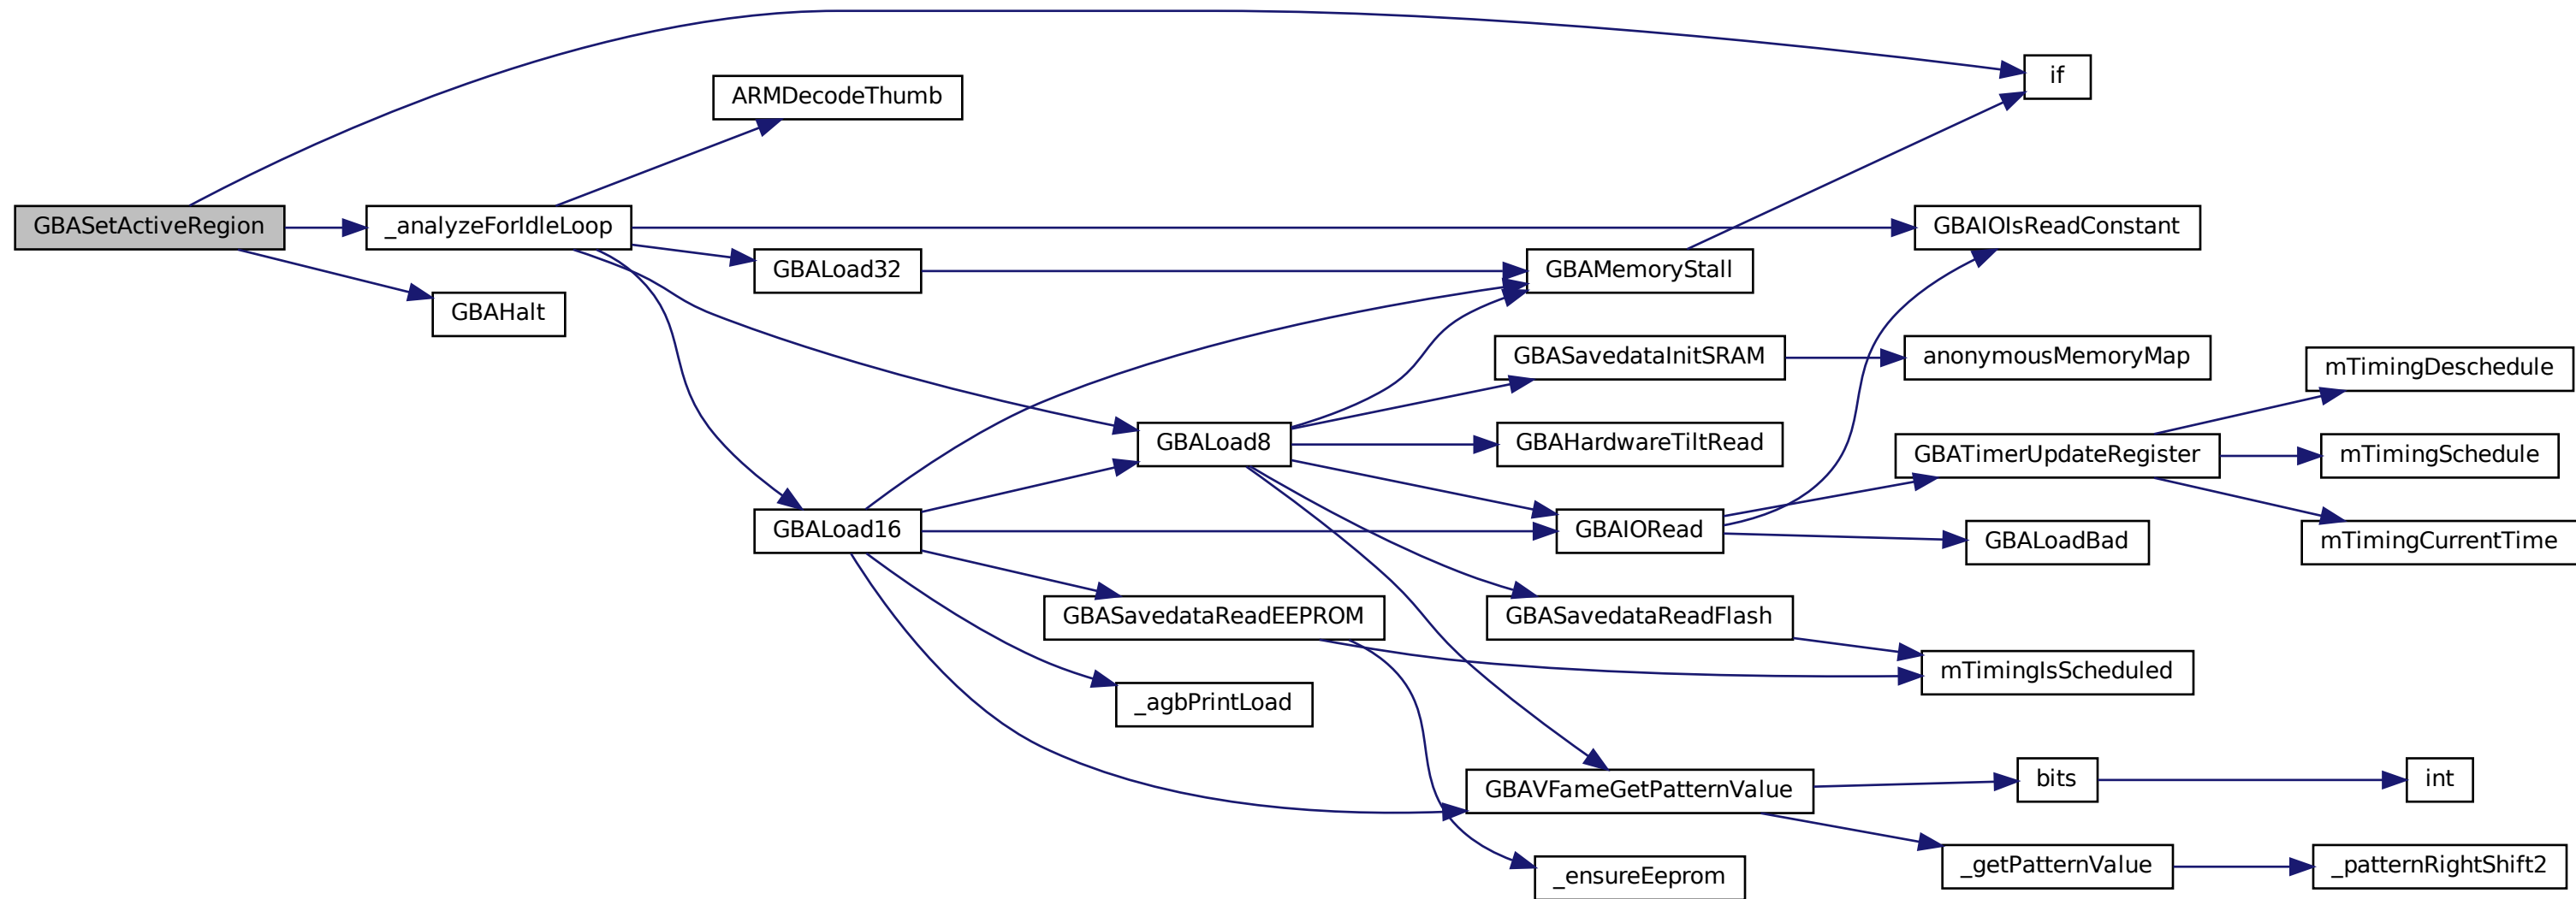 if
ARMDecodeThumb
GBASetActiveRegion
_analyzeForIdleLoop
GBAIOIsReadConstant
GBALoad32
GBAMemoryStall
GBAHalt
GBASavedataInitSRAM
anonymousMemoryMap
mTimingDeschedule
GBALoad8
GBAHardwareTiltRead
GBATimerUpdateRegister
mTimingSchedule
GBALoad16
GBAIORead
GBALoadBad
mTimingCurrentTime
GBASavedataReadEEPROM
GBASavedataReadFlash
mTimingIsScheduled
_agbPrintLoad
GBAVFameGetPatternValue
bits
int
_ensureEeprom
_getPatternValue
_patternRightShift2